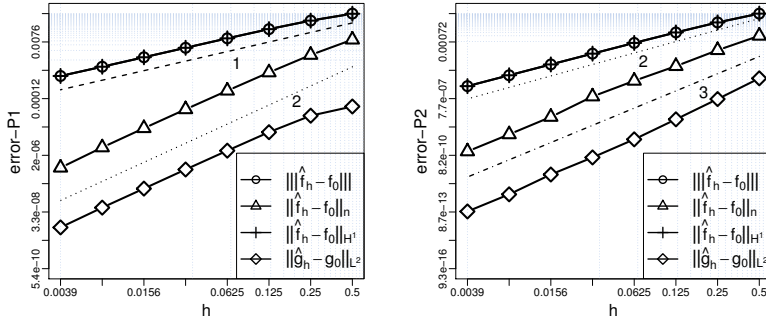 error−P1
0.0076
0.00012
2e−06
3.3e−08
5.4e−10
1
2
|||f̂h − f0|||
||f̂h − f0||n
||f̂h − f0||H¹
||ĝh − g0||L²
0.0039 0.0156 0.0625 0.125 0.25 0.5
h
error−P2
0.00072
7.7e−07
8.2e−10
8.7e−13
9.3e−16
2
3
|||f̂h − f0|||
||f̂h − f0||n
||f̂h − f0||H¹
||ĝh − g0||L²
0.0039 0.0156 0.0625 0.125 0.25 0.5
h